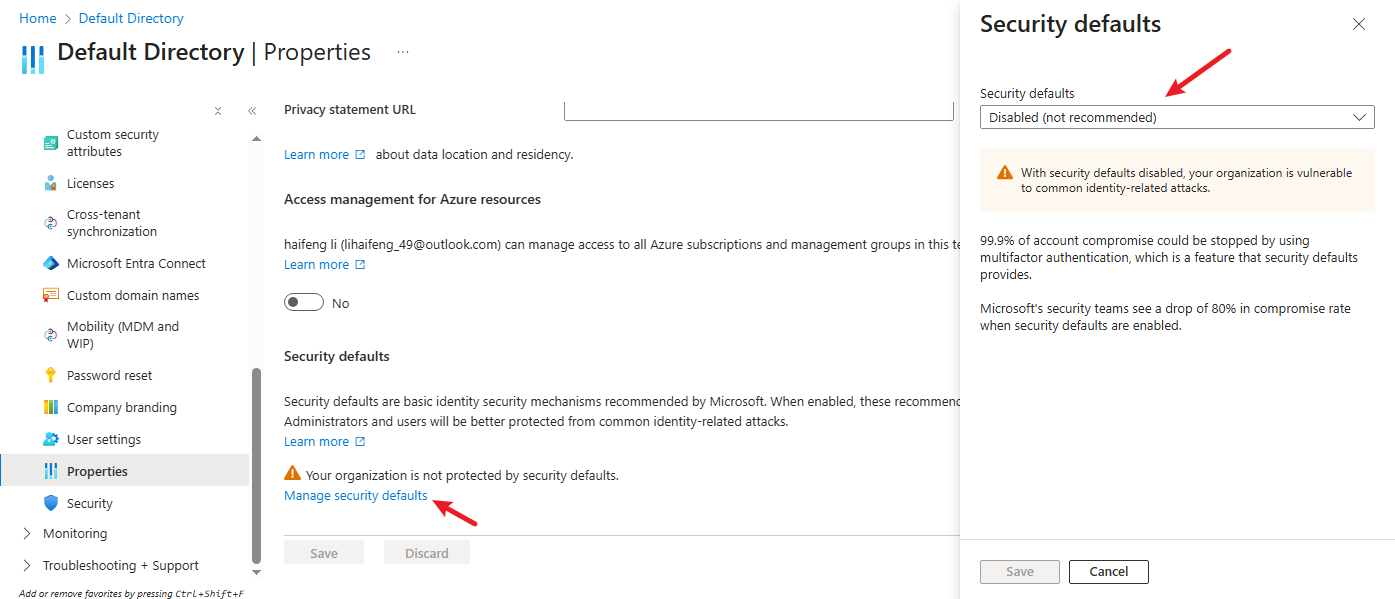 Home > Default Directory
Default Directory | Properties ...
Custom security
attributes
Licenses
Cross-tenant
synchronization
Microsoft Entra Connect
Custom domain names
Mobility (MDM and
WIP)
Password reset
Company branding
User settings
Properties
Security
Monitoring
Troubleshooting + Support
Add or remove favorites by pressing Ctrl+Shift+F
Privacy statement URL
Learn more about data location and residency.
Access management for Azure resources
haifeng li (lihaifeng_49@outlook.com) can manage access to all Azure subscriptions and management groups in this te
Learn more
No
Security defaults
Security defaults are basic identity security mechanisms recommended by Microsoft. When enabled, these recommend
Administrators and users will be better protected from common identity-related attacks.
Learn more
Your organization is not protected by security defaults.
Manage security defaults
Save Discard
Security defaults
Security defaults
Disabled (not recommended)
With security defaults disabled, your organization is vulnerable
to common identity-related attacks.
99.9% of account compromise could be stopped by using
multifactor authentication, which is a feature that security defaults
provides.
Microsoft's security teams see a drop of 80% in compromise rate
when security defaults are enabled.
Save Cancel